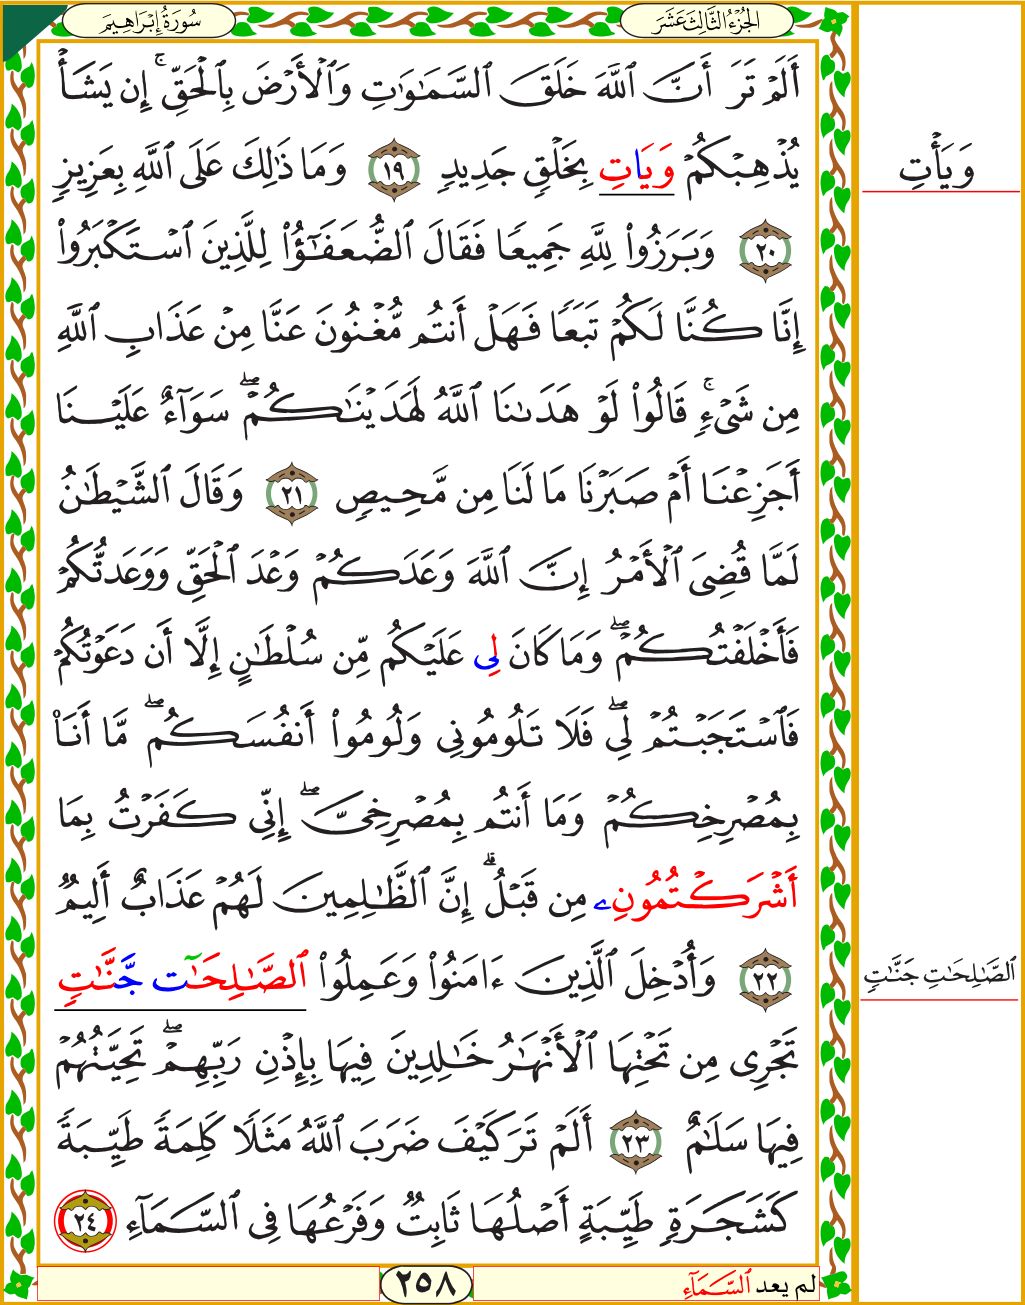 سُورَةُ إِبْرَاهِيمَ
الجُزْءُ الثَّالِثَ عَشَرَ
أَلَمْ تَرَ أَنَّ ٱللَّهَ خَلَقَ ٱلسَّمَٰوَٰتِ وَٱلْأَرْضَ بِٱلْحَقِّۚ إِن يَشَأْ
يُذْهِبْكُمْ وَيَاتِ بِخَلْقٖ جَدِيدٖ ١٩ وَمَا ذَٰلِكَ عَلَى ٱللَّهِ بِعَزِيزٖ
وَيَأْتِ
٢٠ وَبَرَزُوا۟ لِلَّهِ جَمِيعٗا فَقَالَ ٱلضُّعَفَٰٓؤُا۟ لِلَّذِينَ ٱسْتَكْبَرُوٓا۟
إِنَّا كُنَّا لَكُمْ تَبَعٗا فَهَلْ أَنتُم مُّغْنُونَ عَنَّا مِنْ عَذَابِ ٱللَّهِ
مِن شَىْءٖۚ قَالُوا۟ لَوْ هَدَىٰنَا ٱللَّهُ لَهَدَيْنَٰكُمْۖ سَوَآءٌ عَلَيْنَآ
أَجَزِعْنَآ أَمْ صَبَرْنَا مَا لَنَا مِن مَّحِيصٖ ٢١ وَقَالَ ٱلشَّيْطَٰنُ
لَمَّا قُضِىَ ٱلْأَمْرُ إِنَّ ٱللَّهَ وَعَدَكُمْ وَعْدَ ٱلْحَقِّ وَوَعَدتُّكُمْ
فَأَخْلَفْتُكُمْۖ وَمَا كَانَ لِى عَلَيْكُم مِّن سُلْطَٰنٍ إِلَّآ أَن دَعَوْتُكُمْ
فَٱسْتَجَبْتُمْ لِىۖ فَلَا تَلُومُونِى وَلُومُوٓا۟ أَنفُسَكُمۖ مَّآ أَنَا۠
بِمُصْرِخِكُمْ وَمَآ أَنتُم بِمُصْرِخِىَّۖ إِنِّى كَفَرْتُ بِمَآ
أَشْرَكْتُمُونِۦ مِن قَبْلُۗ إِنَّ ٱلظَّٰلِمِينَ لَهُمْ عَذَابٌ أَلِيمٞ
٢٢ وَأُدْخِلَ ٱلَّذِينَ ءَامَنُوا۟ وَعَمِلُوا۟ ٱلصَّٰلِحَٰٓت جَّنَّٰتٖ
ٱلصَّٰلِحَٰتِ جَنَّٰتٖ
تَجْرِى مِن تَحْتِهَا ٱلْأَنْهَٰرُ خَٰلِدِينَ فِيهَا بِإِذْنِ رَبِّهِمْۖ تَحِيَّتُهُمْ
فِيهَا سَلَٰمٌ ٢٣ أَلَمْ تَرَ كَيْفَ ضَرَبَ ٱللَّهُ مَثَلٗا كَلِمَةٗ طَيِّبَةٗ
كَشَجَرَةٖ طَيِّبَةٍ أَصْلُهَا ثَابِتٞ وَفَرْعُهَا فِى ٱلسَّمَآءِ ٢٤
٢٥٨
لم يعد ٱلسَّمَآءِ